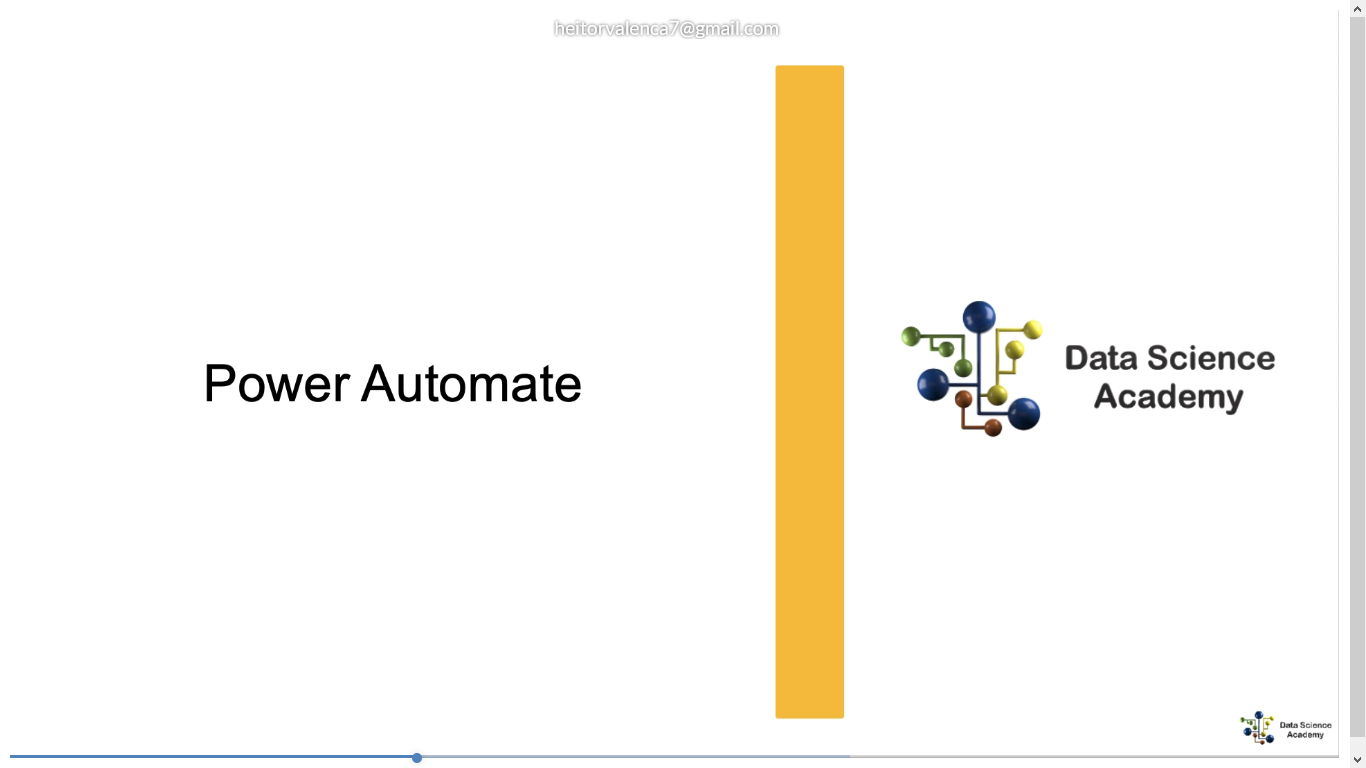 heitorvalenca7@gmail.com
Power Automate
Data Science
Academy
Data Science
Academy